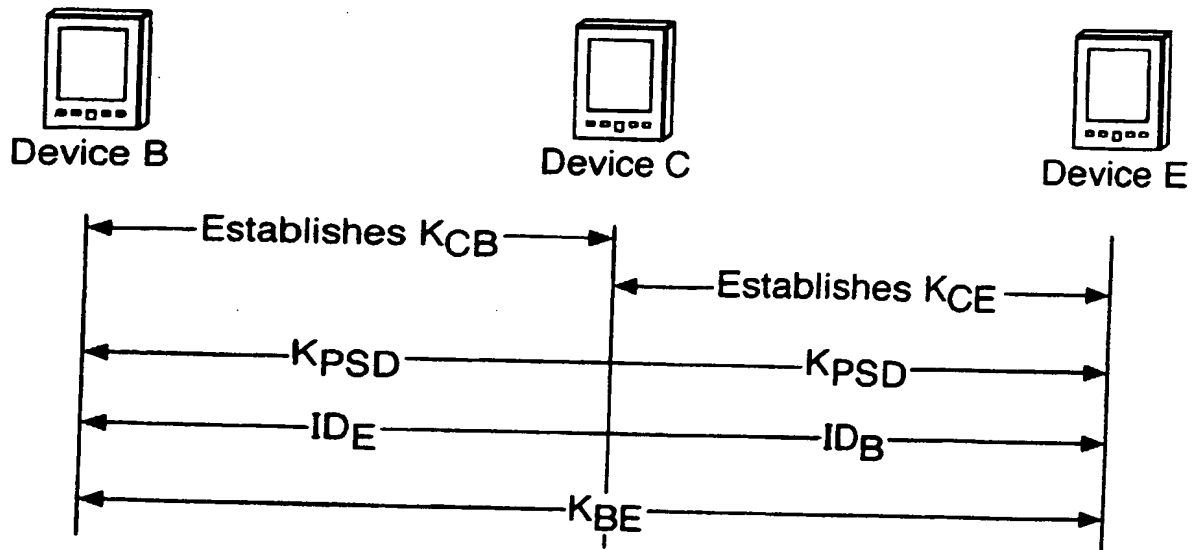 Device B
Device C
Device E
Establishes KCB
Establishes KCE
KPSD
KPSD
IDE
IDB
KBE